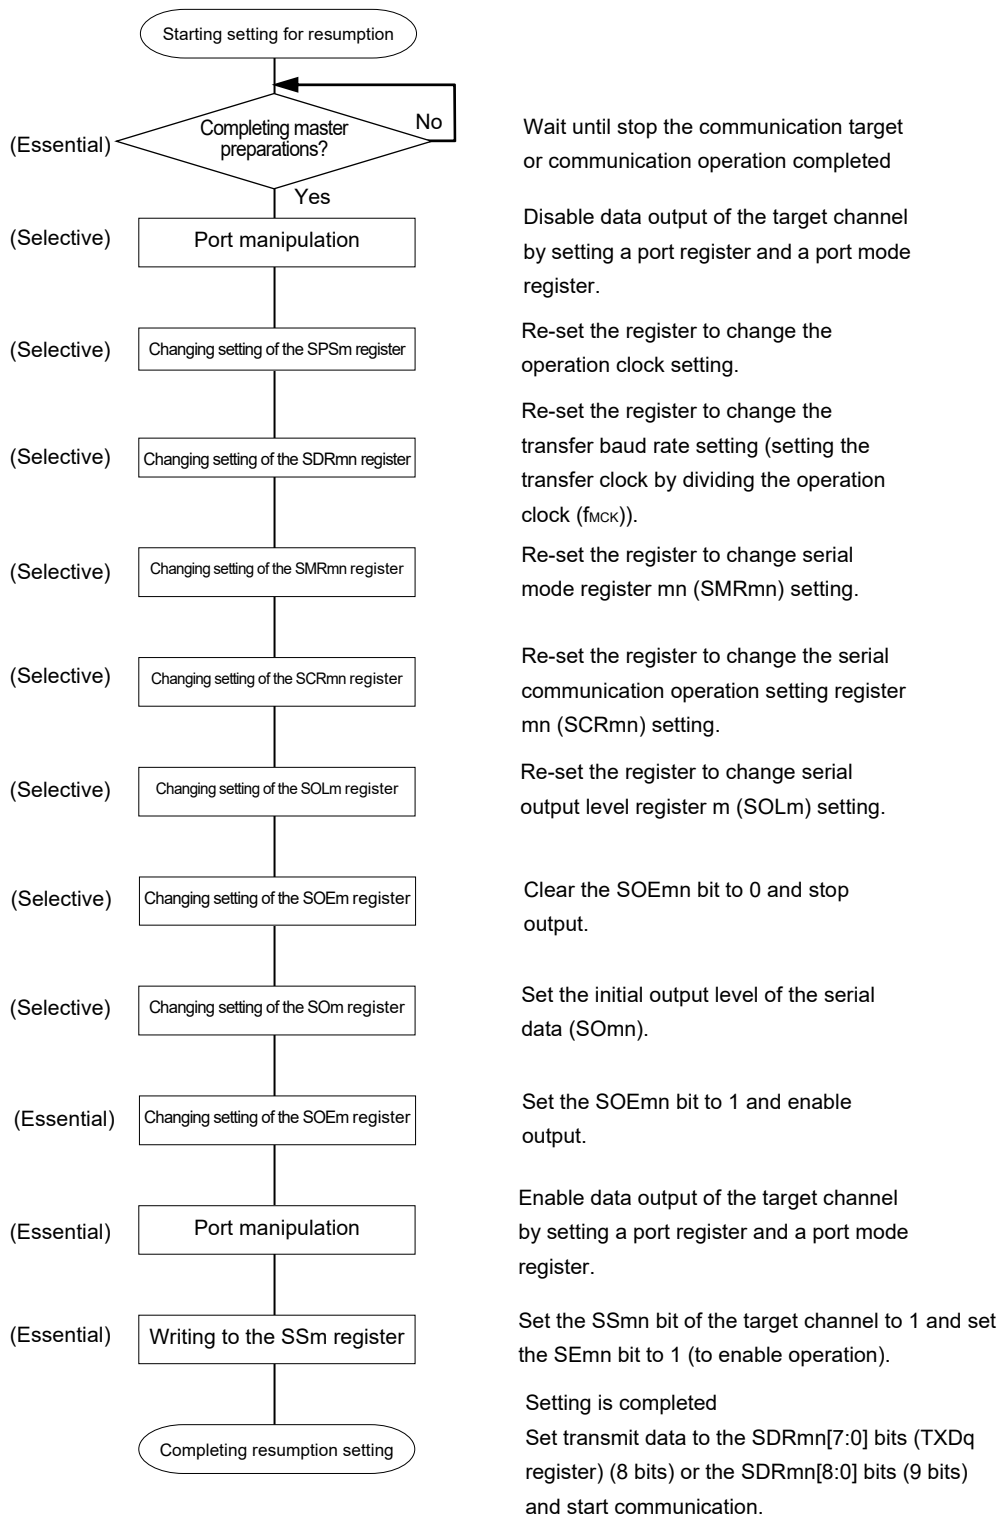 Starting setting for resumption
No
(Essential)
Completing master
preparations?
Wait until stop the communication target
or communication operation completed
Yes
(Selective)
Port manipulation
Disable data output of the target channel
by setting a port register and a port mode
register.
(Selective)
Changing setting of the SPSm register
Re-set the register to change the
operation clock setting.
(Selective)
Changing setting of the SDRmn register
Re-set the register to change the
transfer baud rate setting (setting the
transfer clock by dividing the operation
clock (fMCK)).
(Selective)
Changing setting of the SMRmn register
Re-set the register to change serial
mode register mn (SMRmn) setting.
(Selective)
Changing setting of the SCRmn register
Re-set the register to change the serial
communication operation setting register
mn (SCRmn) setting.
(Selective)
Changing setting of the SOLm register
Re-set the register to change serial
output level register m (SOLm) setting.
(Selective)
Changing setting of the SOEm register
Clear the SOEmn bit to 0 and stop
output.
(Selective)
Changing setting of the SOm register
Set the initial output level of the serial
data (SOmn).
(Essential)
Changing setting of the SOEm register
Set the SOEmn bit to 1 and enable
output.
(Essential)
Port manipulation
Enable data output of the target channel
by setting a port register and a port mode
register.
(Essential)
Writing to the SSm register
Set the SSmn bit of the target channel to 1 and set
the SEmn bit to 1 (to enable operation).
Completing resumption setting
Setting is completed
Set transmit data to the SDRmn[7:0] bits (TXDq
register) (8 bits) or the SDRmn[8:0] bits (9 bits)
and start communication.